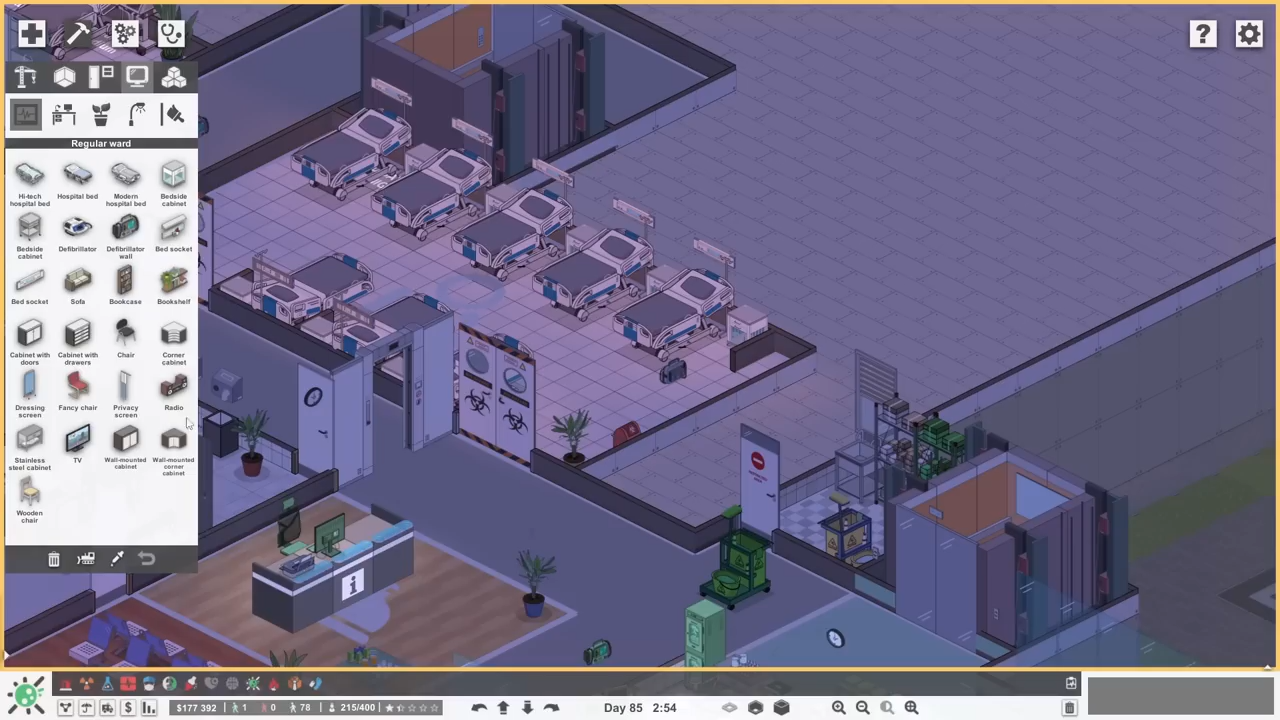 ?
Regular ward
Hi-tech hospital bed
Hospital bed
Modern hospital bed
Bedside cabinet
Bedside cabinet
Defibrillator
Defibrillator wall
Bed socket
Bed socket
Sofa
Bookcase
Bookshelf
Cabinet with doors
Cabinet with drawers
Chair
Corner cabinet
Dressing screen
Fancy chair
Privacy screen
Radio
Stainless steel cabinet
TV
Wall-mounted cabinet
Wall-mounted corner cabinet
Wooden chair
i
$177 392
1
0
78
215/400
Day 85 2:54